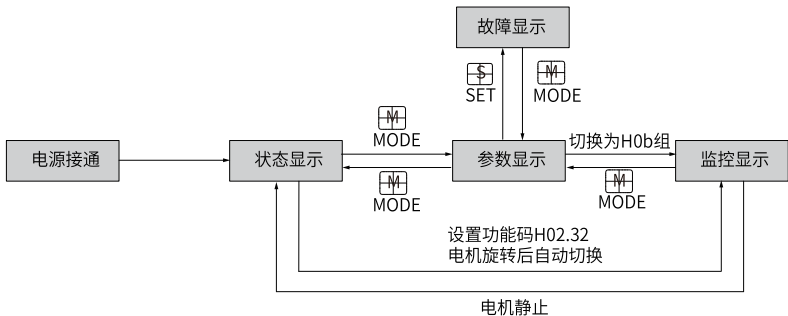 故障显示
S
SET
M
MODE
M
MODE
切换为H0b组
电源接通
状态显示
参数显示
监控显示
M
MODE
M
MODE
设置功能码H02.32
电机旋转后自动切换
电机静止